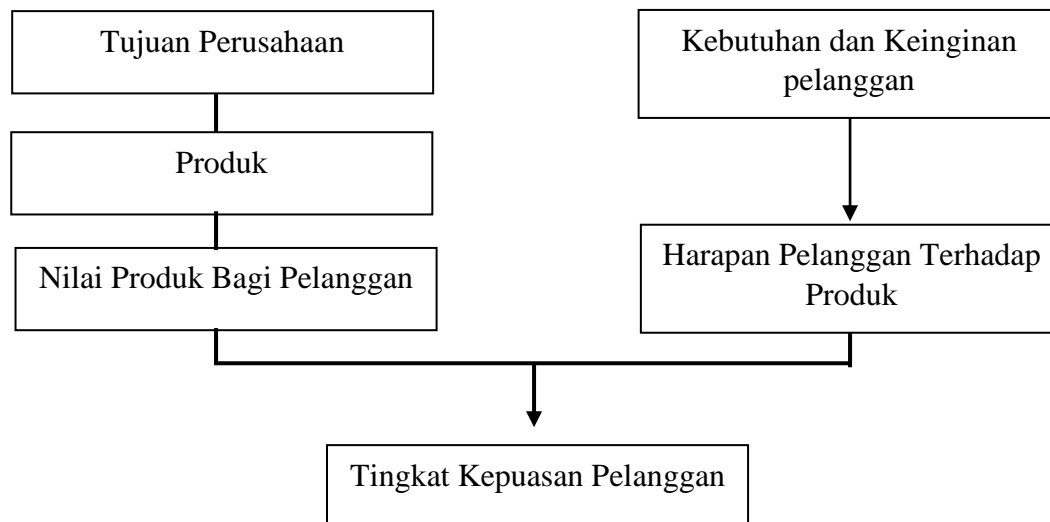 Tujuan Perusahaan
Kebutuhan dan Keinginan
pelanggan
Produk
Nilai Produk Bagi Pelanggan
Harapan Pelanggan Terhadap
Produk
Tingkat Kepuasan Pelanggan